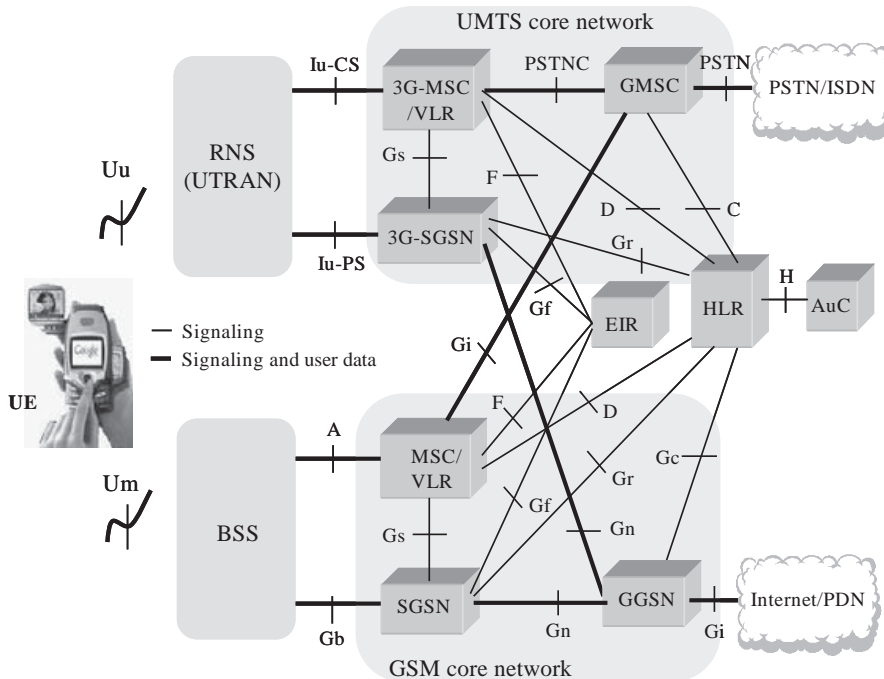 UMTS core network
Iu-CS
PSTNC
PSTN
3G-MSC
/VLR
GMSC
PSTN/ISDN
RNS
(UTRAN)
Gs
F
Uu
D
C
3G-SGSN
Iu-PS
Gr
H
Gf
EIR
HLR
AuC
Signaling
Signaling and user data
Google
Gi
UE
F
D
A
MSC/
VLR
Gr
Gc
Um
Gf
BSS
Gs
Gn
SGSN
GGSN
Internet/PDN
Gb
Gn
Gi
GSM core network